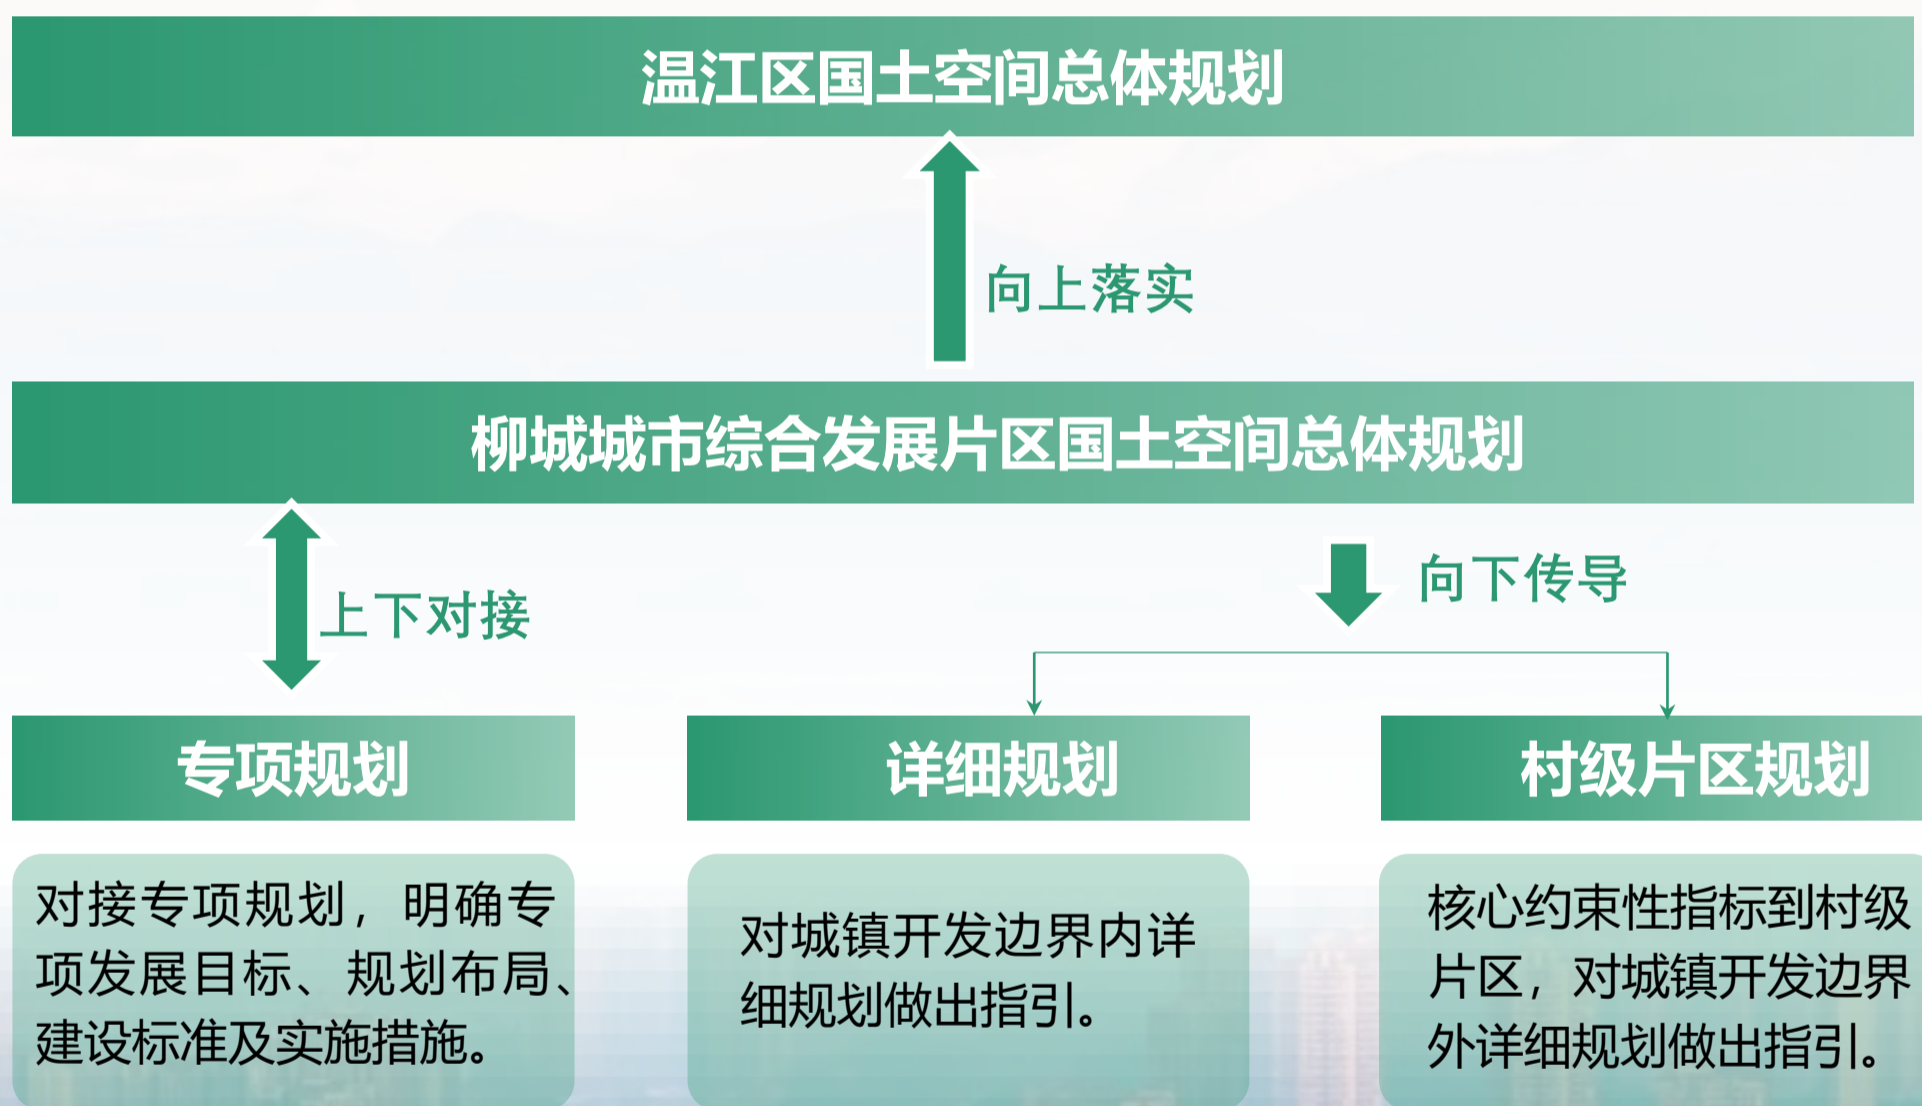 温江区国土空间总体规划
向上落实
柳城城市综合发展片区国土空间总体规划
上下对接
向下传导
专项规划
对接专项规划，明确专
项发展目标、规划布局、
建设标准及实施措施。
详细规划
对城镇开发边界内详
细规划做出指引。
村级片区规划
核心约束性指标到村级
片区，对城镇开发边界
外详细规划做出指引。